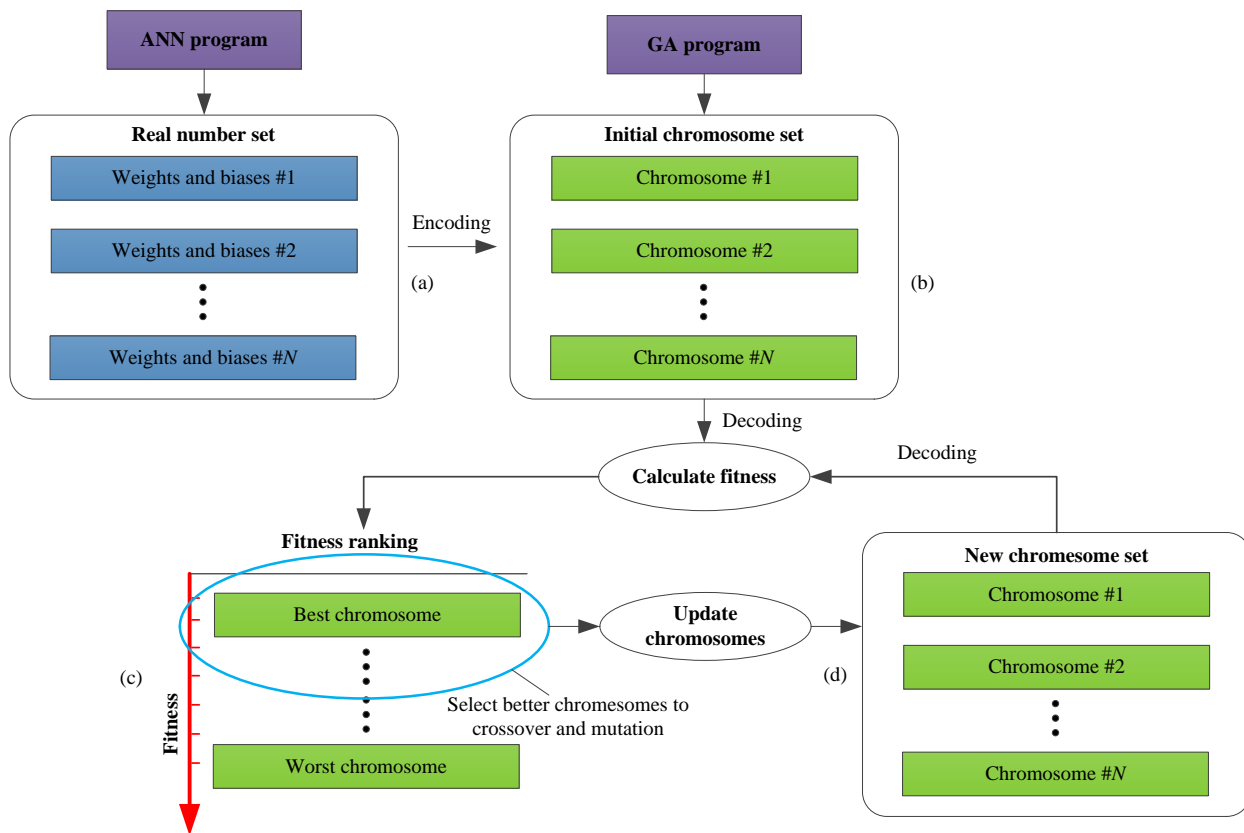 ANN program
GA program
Real number set
Weights and biases #1
Weights and biases #2
Weights and biases #N
(a)
Encoding
Initial chromosome set
Chromosome #1
Chromosome #2
Chromosome #N
(b)
Decoding
Calculate fitness
Decoding
Fitness ranking
Best chromosome
Worst chromosome
Fitness
(c)
Select better chromesomes to
crossover and mutation
Update
chromosomes
(d)
New chromesome set
Chromosome #1
Chromosome #2
Chromosome #N